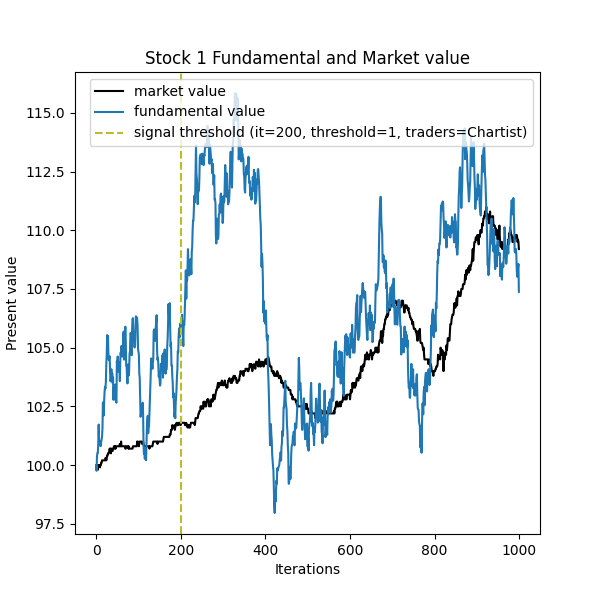 Stock 1 Fundamental and Market value
market value
fundamental value
signal threshold (it=200, threshold=1, traders=Chartist)
Present value
115.0
112.5
110.0
107.5
105.0
102.5
100.0
97.5
0 200 400 600 800 1000
Iterations